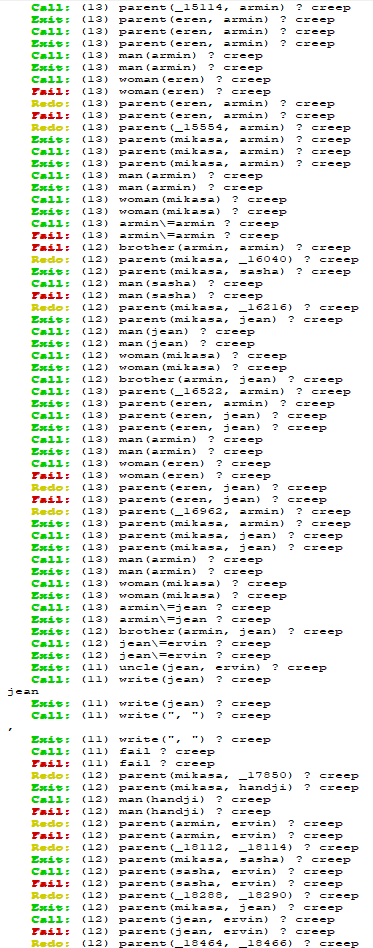 Call: (13) parent(_15114, armin) ? creep
Exit: (13) parent(eren, armin) ? creep
Call: (13) parent(eren, armin) ? creep
Exit: (13) parent(eren, armin) ? creep
Call: (13) man(armin) ? creep
Exit: (13) man(armin) ? creep
Call: (13) woman(eren) ? creep
Fail: (13) woman(eren) ? creep
Redo: (13) parent(eren, armin) ? creep
Fail: (13) parent(eren, armin) ? creep
Redo: (13) parent(_15554, armin) ? creep
Exit: (13) parent(mikasa, armin) ? creep
Call: (13) parent(mikasa, armin) ? creep
Exit: (13) parent(mikasa, armin) ? creep
Call: (13) man(armin) ? creep
Exit: (13) man(armin) ? creep
Call: (13) woman(mikasa) ? creep
Exit: (13) woman(mikasa) ? creep
Call: (13) armin\=armin ? creep
Fail: (13) armin\=armin ? creep
Fail: (12) brother(armin, armin) ? creep
Redo: (12) parent(mikasa, _16040) ? creep
Exit: (12) parent(mikasa, sasha) ? creep
Call: (12) man(sasha) ? creep
Fail: (12) man(sasha) ? creep
Redo: (12) parent(mikasa, _16216) ? creep
Exit: (12) parent(mikasa, jean) ? creep
Call: (12) man(jean) ? creep
Exit: (12) man(jean) ? creep
Call: (12) woman(mikasa) ? creep
Exit: (12) woman(mikasa) ? creep
Call: (12) brother(armin, jean) ? creep
Call: (13) parent(_16522, armin) ? creep
Exit: (13) parent(eren, armin) ? creep
Call: (13) parent(eren, jean) ? creep
Exit: (13) parent(eren, jean) ? creep
Call: (13) man(armin) ? creep
Exit: (13) man(armin) ? creep
Call: (13) woman(eren) ? creep
Fail: (13) woman(eren) ? creep
Redo: (13) parent(eren, jean) ? creep
Fail: (13) parent(eren, jean) ? creep
Redo: (13) parent(_16962, armin) ? creep
Exit: (13) parent(mikasa, armin) ? creep
Call: (13) parent(mikasa, jean) ? creep
Exit: (13) parent(mikasa, jean) ? creep
Call: (13) man(armin) ? creep
Exit: (13) man(armin) ? creep
Call: (13) woman(mikasa) ? creep
Exit: (13) woman(mikasa) ? creep
Call: (13) armin\=jean ? creep
Exit: (13) armin\=jean ? creep
Exit: (12) brother(armin, jean) ? creep
Call: (12) jean\=ervin ? creep
Exit: (12) jean\=ervin ? creep
Exit: (11) uncle(jean, ervin) ? creep
Call: (11) write(jean) ? creep
jean
Exit: (11) write(jean) ? creep
Call: (11) write(", ") ? creep
,
Exit: (11) write(", ") ? creep
Call: (11) fail ? creep
Fail: (11) fail ? creep
Redo: (12) parent(mikasa, _17850) ? creep
Exit: (12) parent(mikasa, handji) ? creep
Call: (12) man(handji) ? creep
Fail: (12) man(handji) ? creep
Redo: (12) parent(armin, ervin) ? creep
Fail: (12) parent(armin, ervin) ? creep
Redo: (12) parent(_18112, _18114) ? creep
Exit: (12) parent(mikasa, sasha) ? creep
Call: (12) parent(sasha, ervin) ? creep
Fail: (12) parent(sasha, ervin) ? creep
Redo: (12) parent(_18288, _18290) ? creep
Exit: (12) parent(mikasa, jean) ? creep
Call: (12) parent(jean, ervin) ? creep
Fail: (12) parent(jean, ervin) ? creep
Redo: (12) parent(_18464, _18466) ? creep